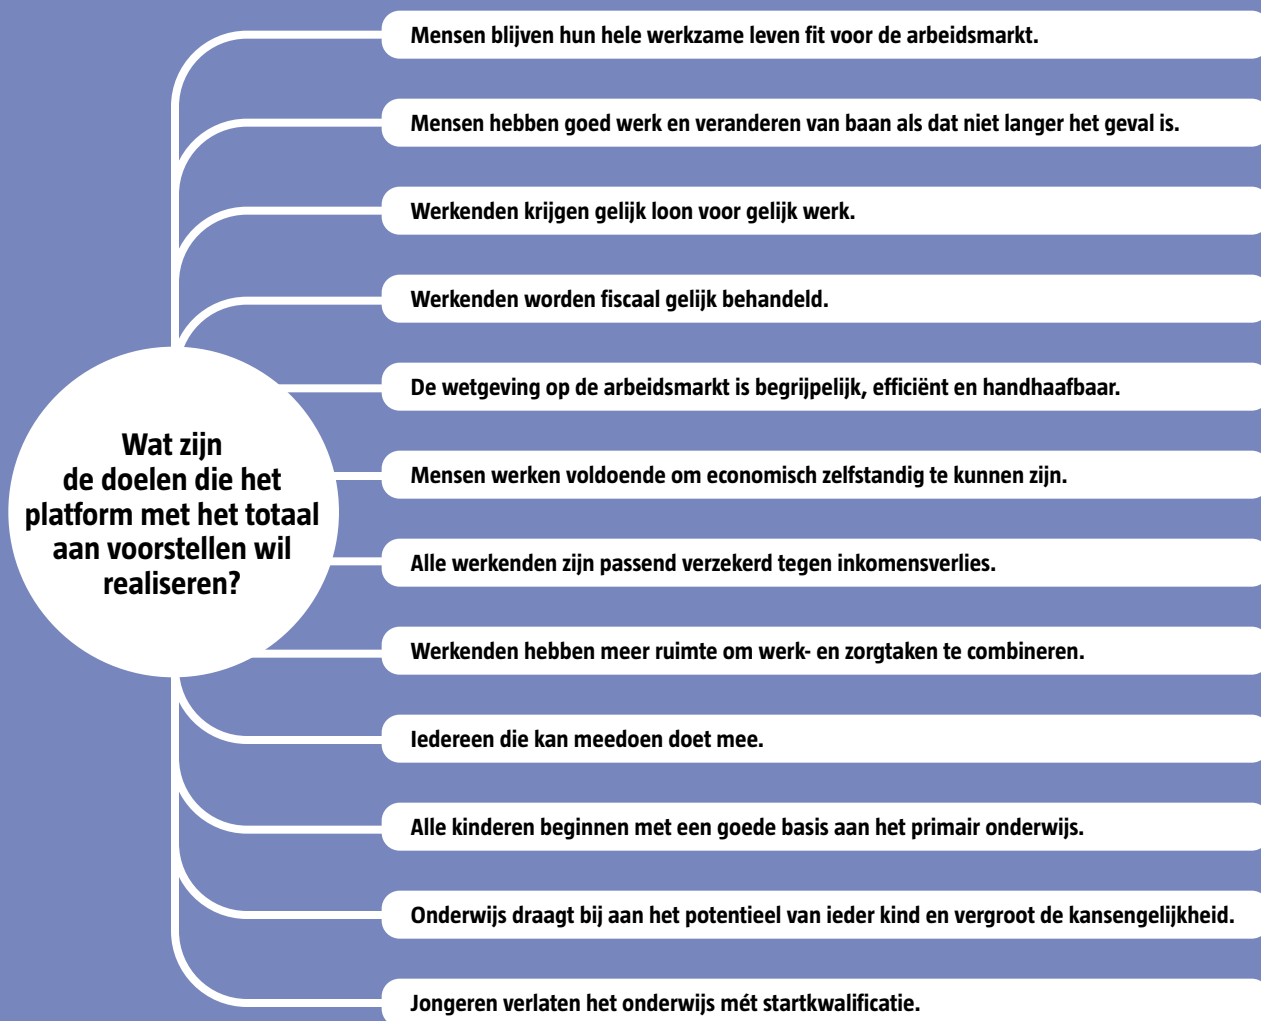 Mensen blijven hun hele werkzame leven fit voor de arbeidsmarkt.
Mensen hebben goed werk en veranderen van baan als dat niet langer het geval is.
Werkenden krijgen gelijk loon voor gelijk werk.
Werkenden worden fiscaal gelijk behandeld.
De wetgeving op de arbeidsmarkt is begrijpelijk, efficiënt en handhaafbaar.
Wat zijn
de doelen die het
platform met het totaal
aan voorstellen wil
realiseren?
Mensen werken voldoende om economisch zelfstandig te kunnen zijn.
Alle werkenden zijn passend verzekerd tegen inkomensverlies.
Werkenden hebben meer ruimte om werk- en zorgtaken te combineren.
Iedereen die kan meedoen doet mee.
Alle kinderen beginnen met een goede basis aan het primair onderwijs.
Onderwijs draagt bij aan het potentieel van ieder kind en vergroot de kansengelijkheid.
Jongeren verlaten het onderwijs mét startkwalificatie.